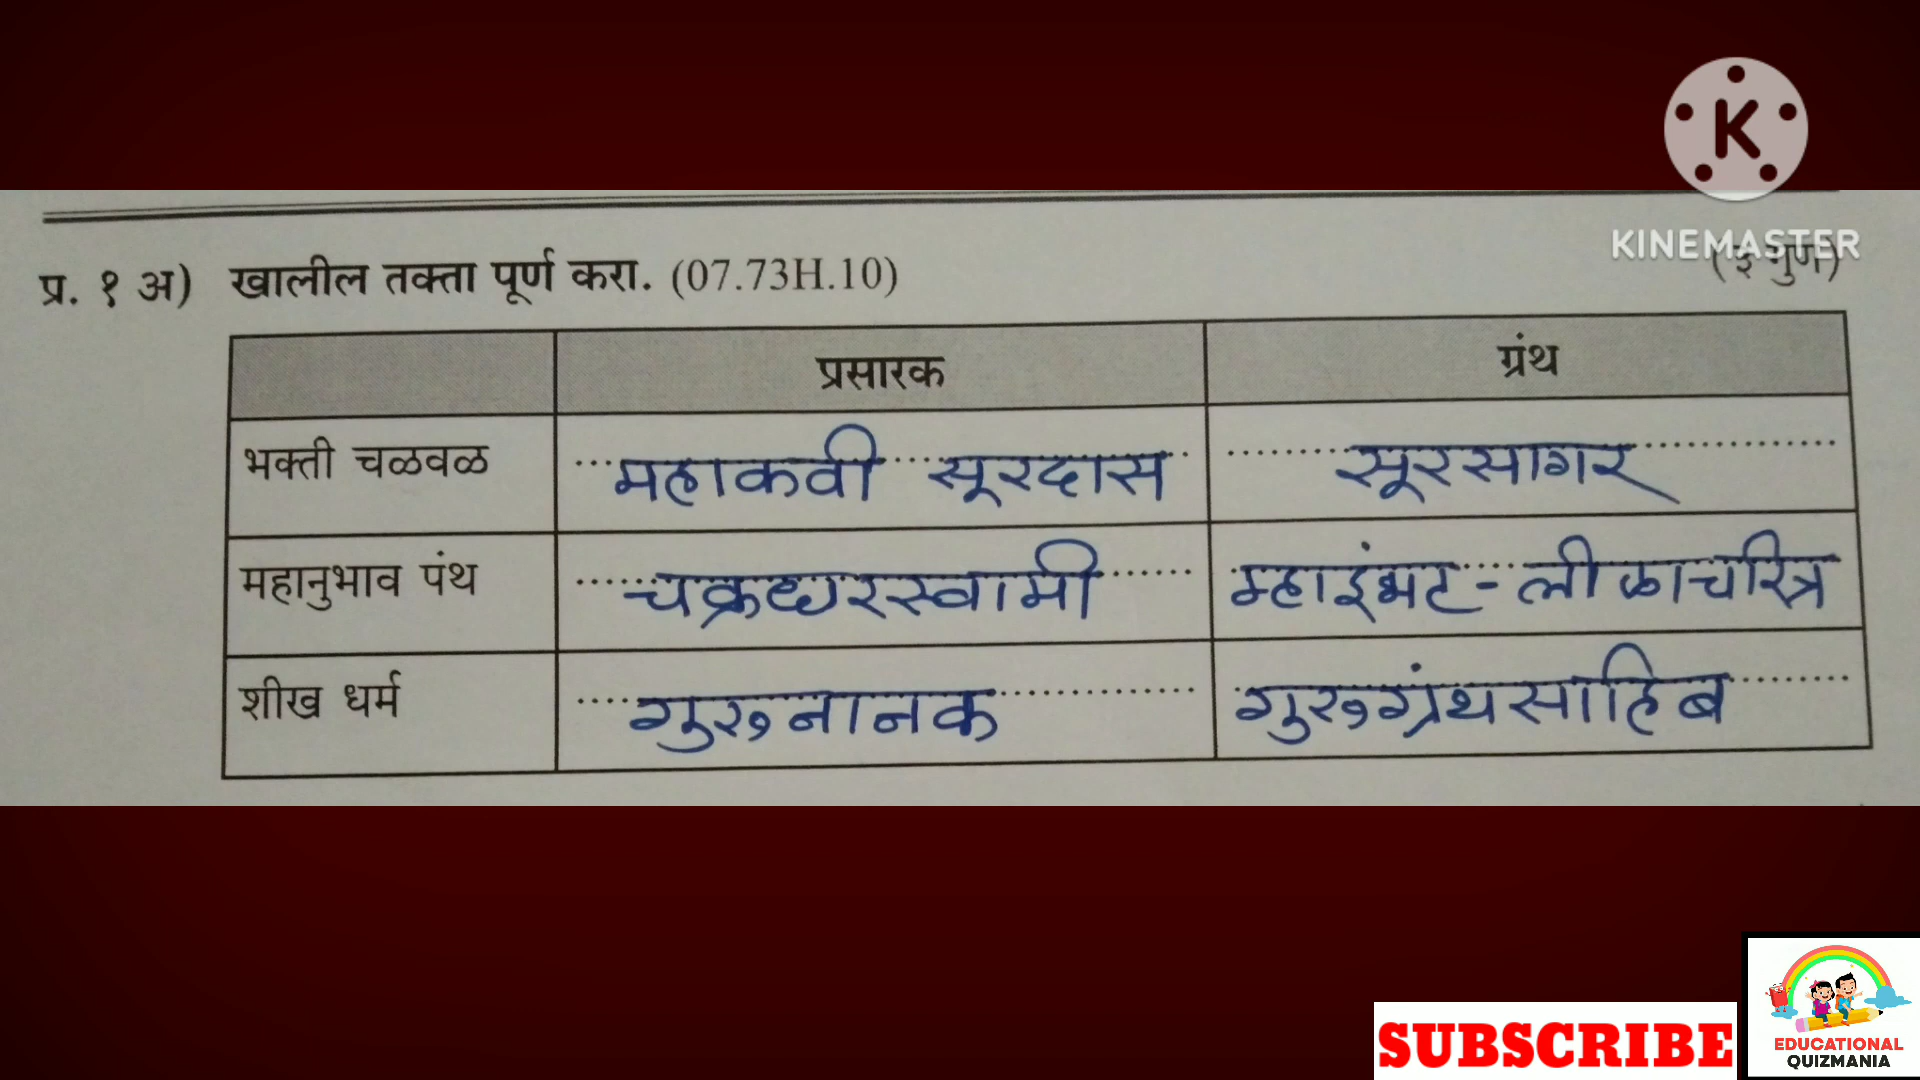 KINEMASTER
प्र. १ अ) खालील तक्ता पूर्ण करा. (07.73H.10) (३ गुण)
प्रसारक ग्रंथ
भक्ती चळवळ महाकवी सूरदास सूरसागर
महानुभाव पंथ चक्रधरस्वामी म्हाइंभट - लीळाचरित्र
शीख धर्म गुरुनानक गुरुग्रंथसाहिब
SUBSCRIBE
EDUCATIONAL
QUIZMANIA